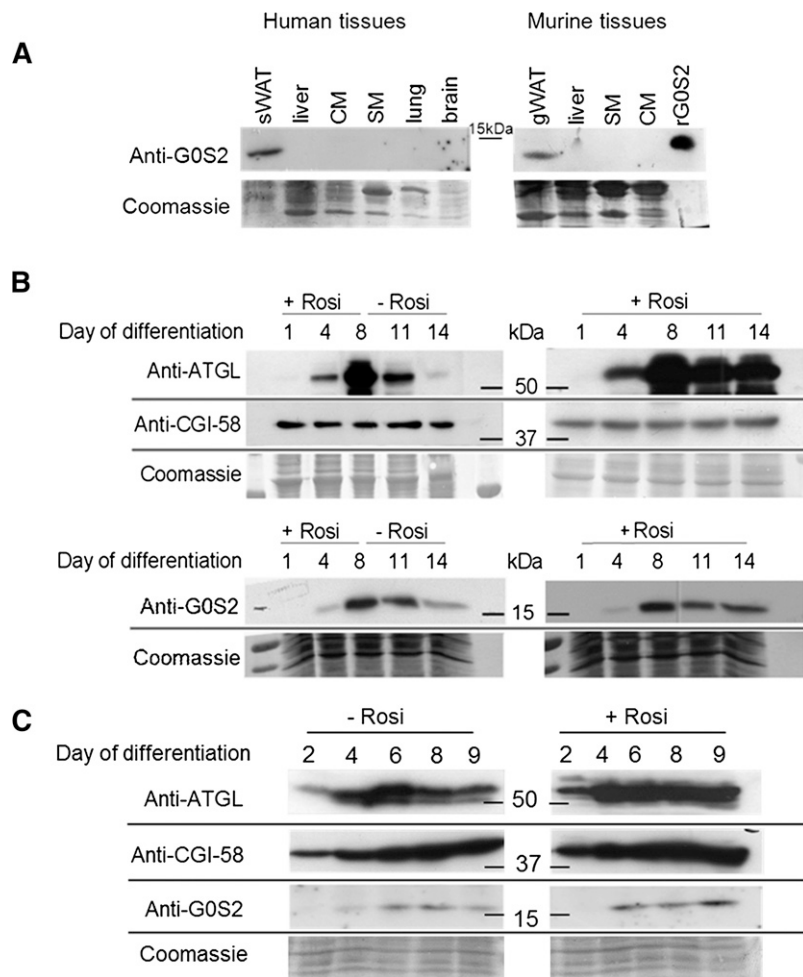 Human tissues Murine tissues
A
sWAT liver CM SM lung brain gWAT liver SM CM rG0S2
15kDa
Anti-G0S2
Coomassie
B
+ Rosi - Rosi + Rosi
Day of differentiation 1 4 8 11 14 kDa 1 4 8 11 14
Anti-ATGL 50
Anti-CGI-58 37
Coomassie
+ Rosi - Rosi +Rosi
Day of differentiation 1 4 8 11 14 kDa 1 4 8 11 14
Anti-G0S2 15
Coomassie
C
- Rosi + Rosi
Day of differentiation 2 4 6 8 9 2 4 6 8 9
Anti-ATGL 50
Anti-CGI-58 37
Anti-G0S2 15
Coomassie